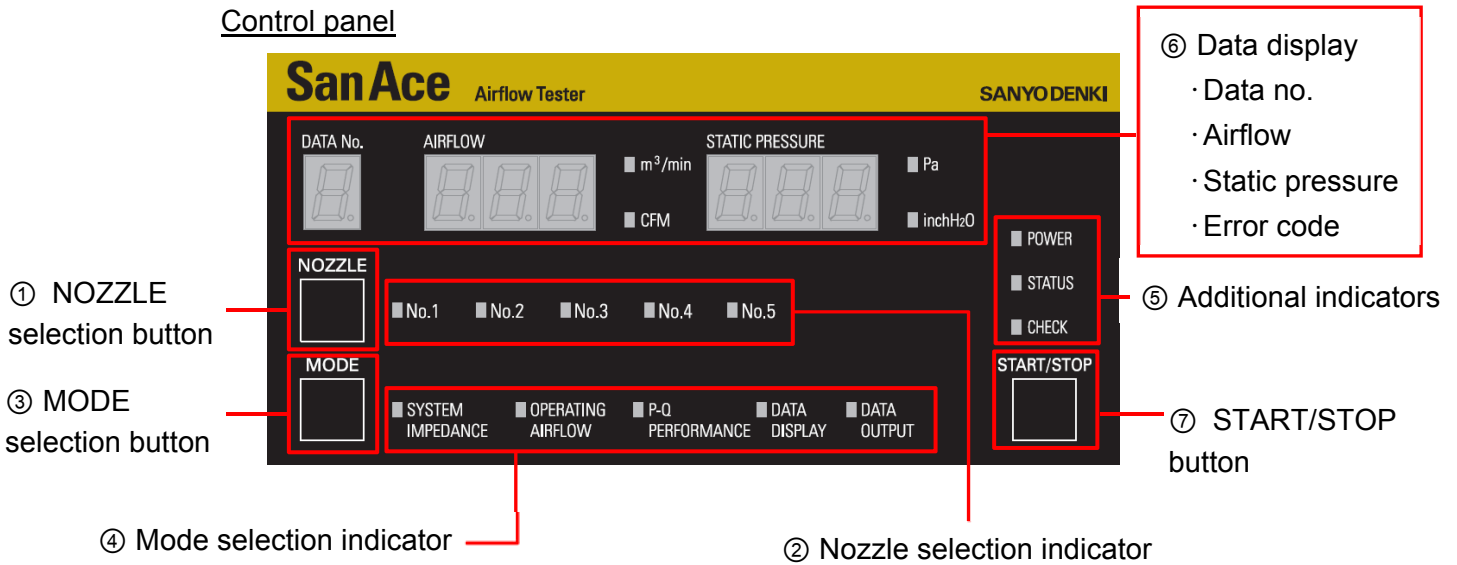 Control panel
⑥ Data display
·Data no.
·Airflow
·Static pressure
·Error code
San Ace Airflow Tester SANYO DENKI
DATA No. AIRFLOW STATIC PRESSURE
m³/min Pa
CFM inchH₂O
POWER
STATUS
CHECK
⑤ Additional indicators
① NOZZLE
selection button
NOZZLE
No.1 No.2 No.3 No.4 No.5
③ MODE
selection button
MODE
SYSTEM
IMPEDANCE
OPERATING
AIRFLOW
P-Q
PERFORMANCE
DATA
DISPLAY
DATA
OUTPUT
START/STOP
⑦ START/STOP
button
④ Mode selection indicator
② Nozzle selection indicator